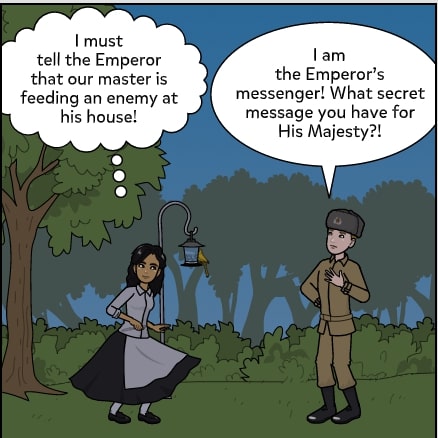 I must
tell the Emperor
that our master is
feeding an enemy at
his house!
I am
the Emperor's
messenger! What secret
message you have for
His Majesty?!